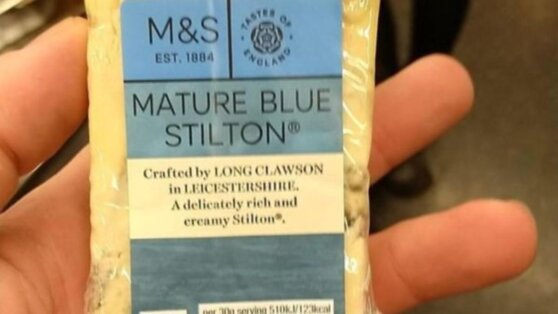 M&S
EST. 1884
TASTES OF
ENGLAND
MATURE BLUE
STILTON®
Crafted by LONG CLAWSON
in LEICESTERSHIRE.
A delicately rich and
creamy Stilton®.
per 30g serving 510kJ/123kcal